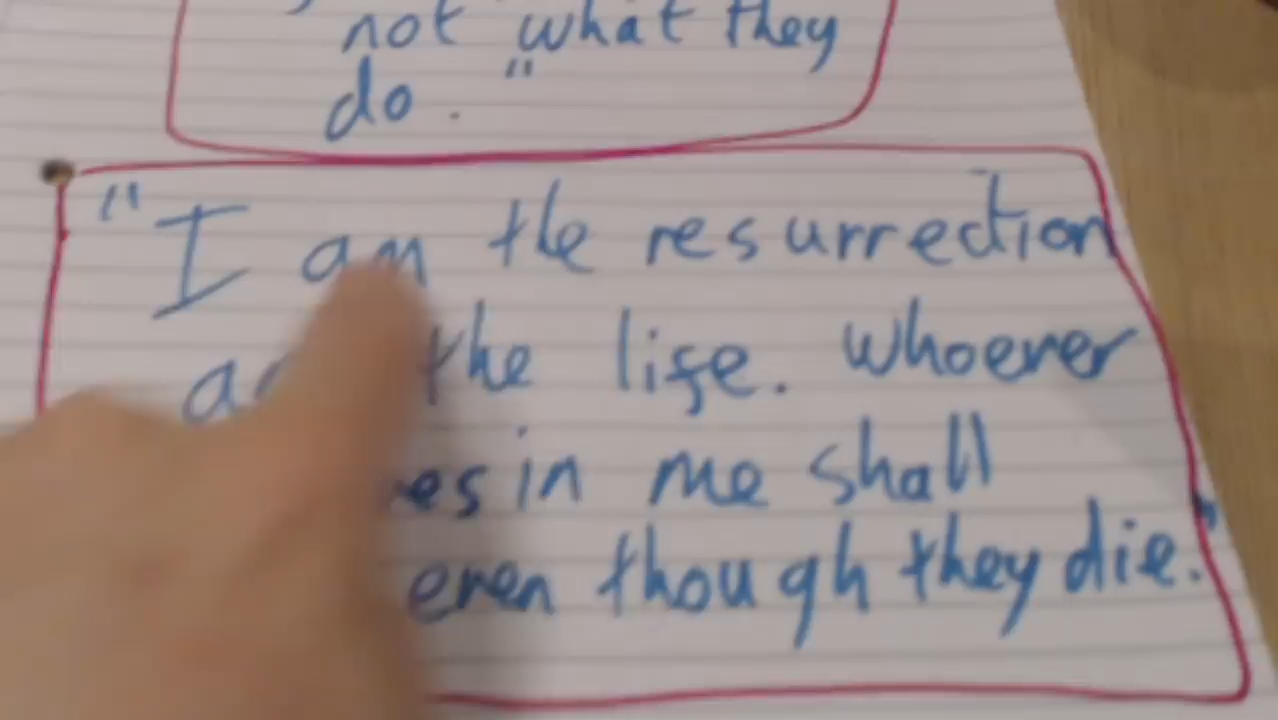 not what they
do."
"I am the resurrection
the life. whoever
in me shall
even though they die."